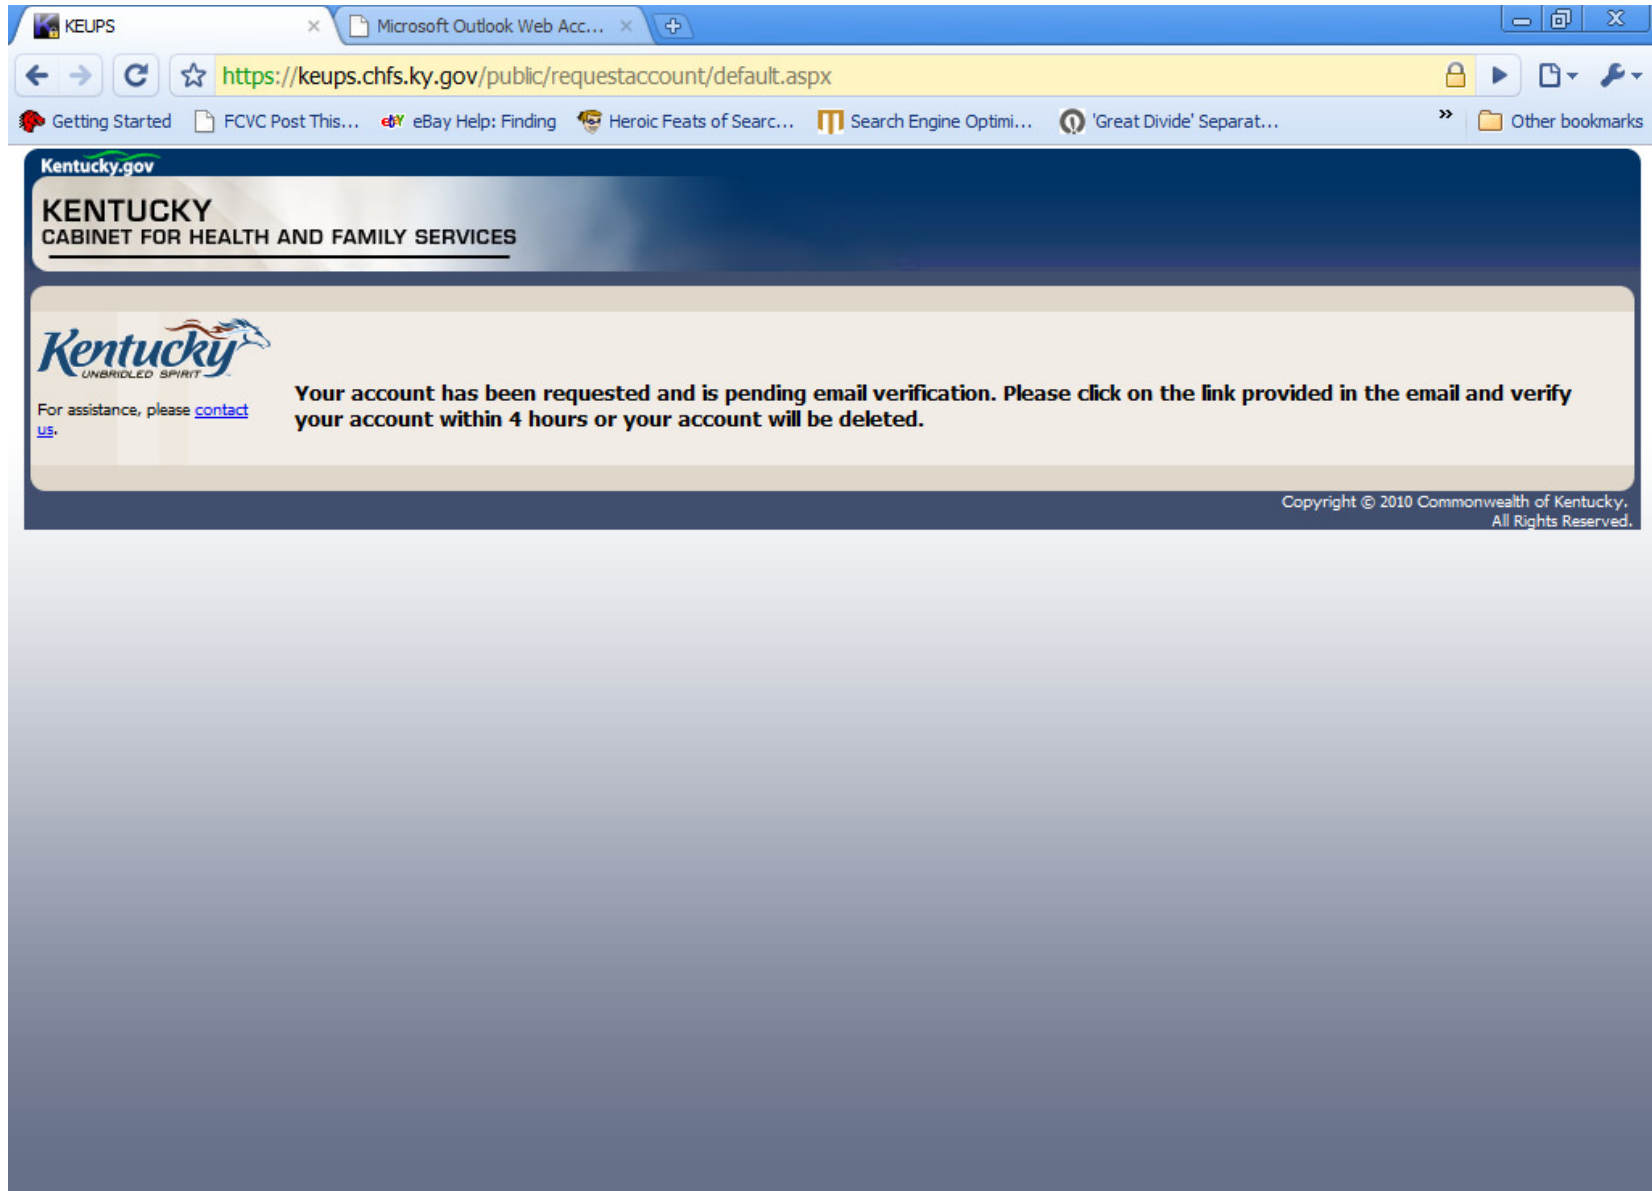 KEUPS
Microsoft Outlook Web Acc...
https://keups.chfs.ky.gov/public/requestaccount/default.aspx
Getting Started FCVC Post This... eBay Help: Finding Heroic Feats of Searc... Search Engine Optimi... 'Great Divide' Separat... » Other bookmarks
Kentucky.gov
KENTUCKY
CABINET FOR HEALTH AND FAMILY SERVICES
Kentucky
UNBRIDLED SPIRIT
For assistance, please contact
us.
Your account has been requested and is pending email verification. Please click on the link provided in the email and verify
your account within 4 hours or your account will be deleted.
Copyright © 2010 Commonwealth of Kentucky.
All Rights Reserved.